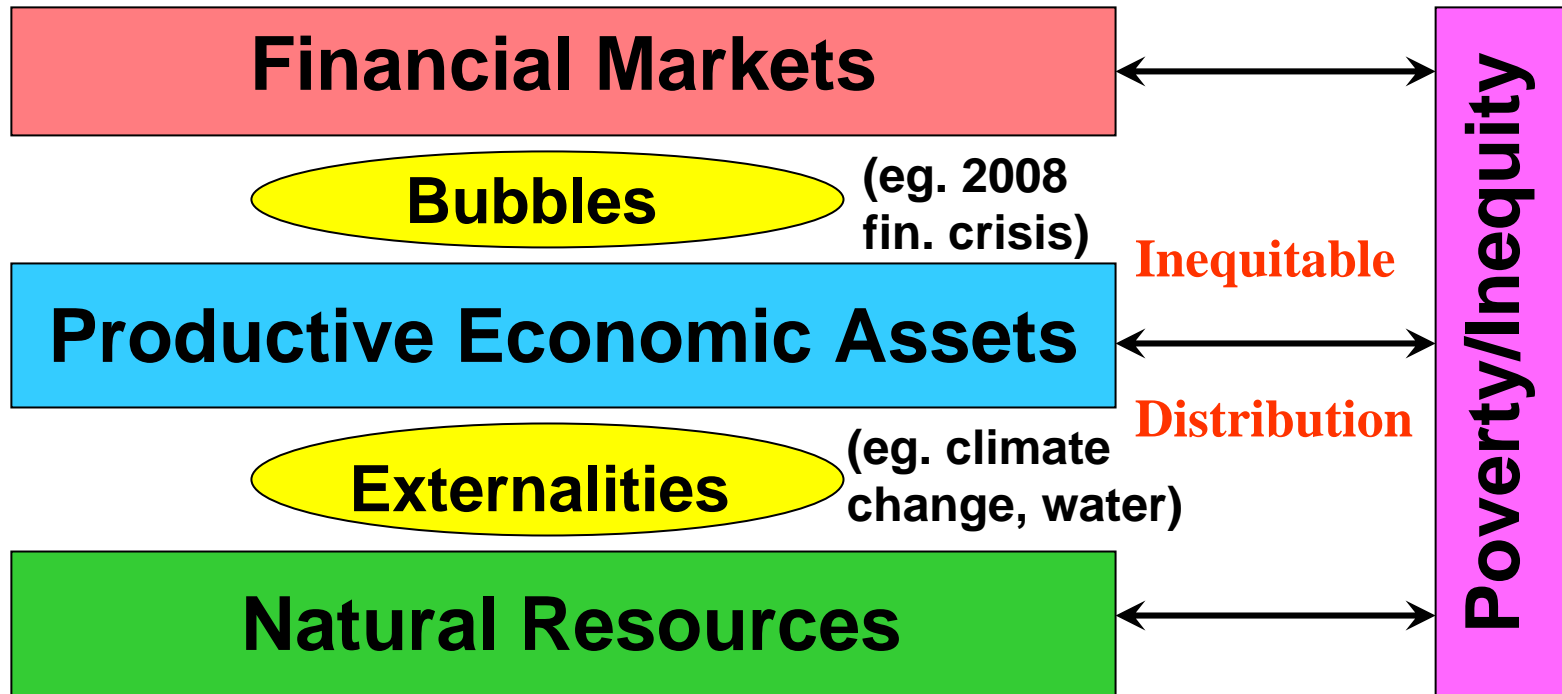 Financial Markets
Bubbles
(eg. 2008
fin. crisis)
Inequitable
Productive Economic Assets
Distribution
Externalities
(eg. climate
change, water)
Natural Resources
Poverty/Inequity